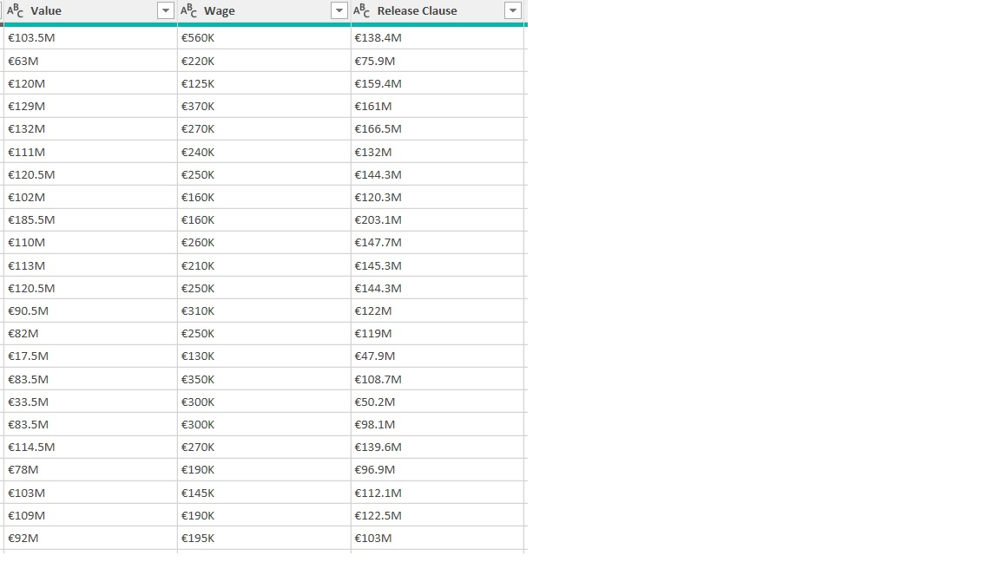 ABC Value ABC Wage ABC Release Clause
€103.5M €560K €138.4M
€63M €220K €75.9M
€120M €125K €159.4M
€129M €370K €161M
€132M €270K €166.5M
€111M €240K €132M
€120.5M €250K €144.3M
€102M €160K €120.3M
€185.5M €160K €203.1M
€110M €260K €147.7M
€113M €210K €145.3M
€120.5M €250K €144.3M
€90.5M €310K €122M
€82M €250K €119M
€17.5M €130K €47.9M
€83.5M €350K €108.7M
€33.5M €300K €50.2M
€83.5M €300K €98.1M
€114.5M €270K €139.6M
€78M €190K €96.9M
€103M €145K €112.1M
€109M €190K €122.5M
€92M €195K €103M